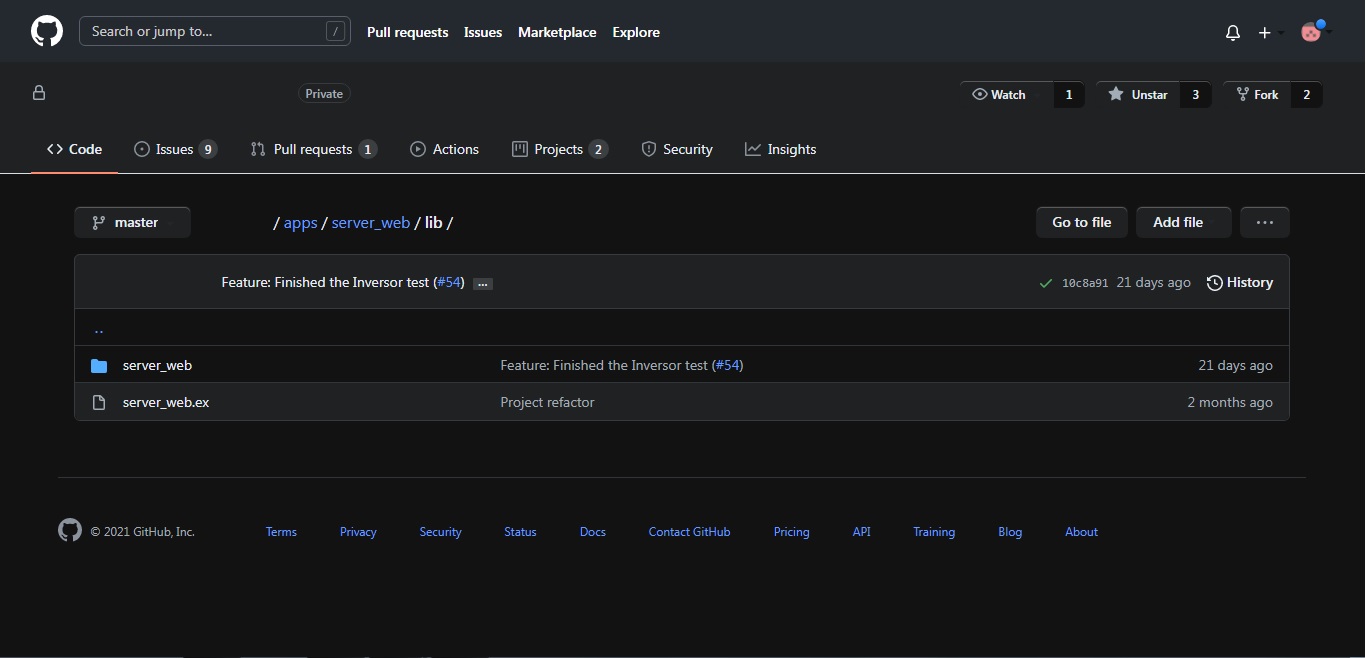 Search or jump to... / Pull requests Issues Marketplace Explore
Private Watch 1 Unstar 3 Fork 2
Code Issues 9 Pull requests 1 Actions Projects 2 Security Insights
master / apps / server_web / lib / Go to file Add file ...
Feature: Finished the Inversor test (#54) ... 10c8a91 21 days ago History
..
server_web Feature: Finished the Inversor test (#54) 21 days ago
server_web.ex Project refactor 2 months ago
© 2021 GitHub, Inc. Terms Privacy Security Status Docs Contact GitHub Pricing API Training Blog About